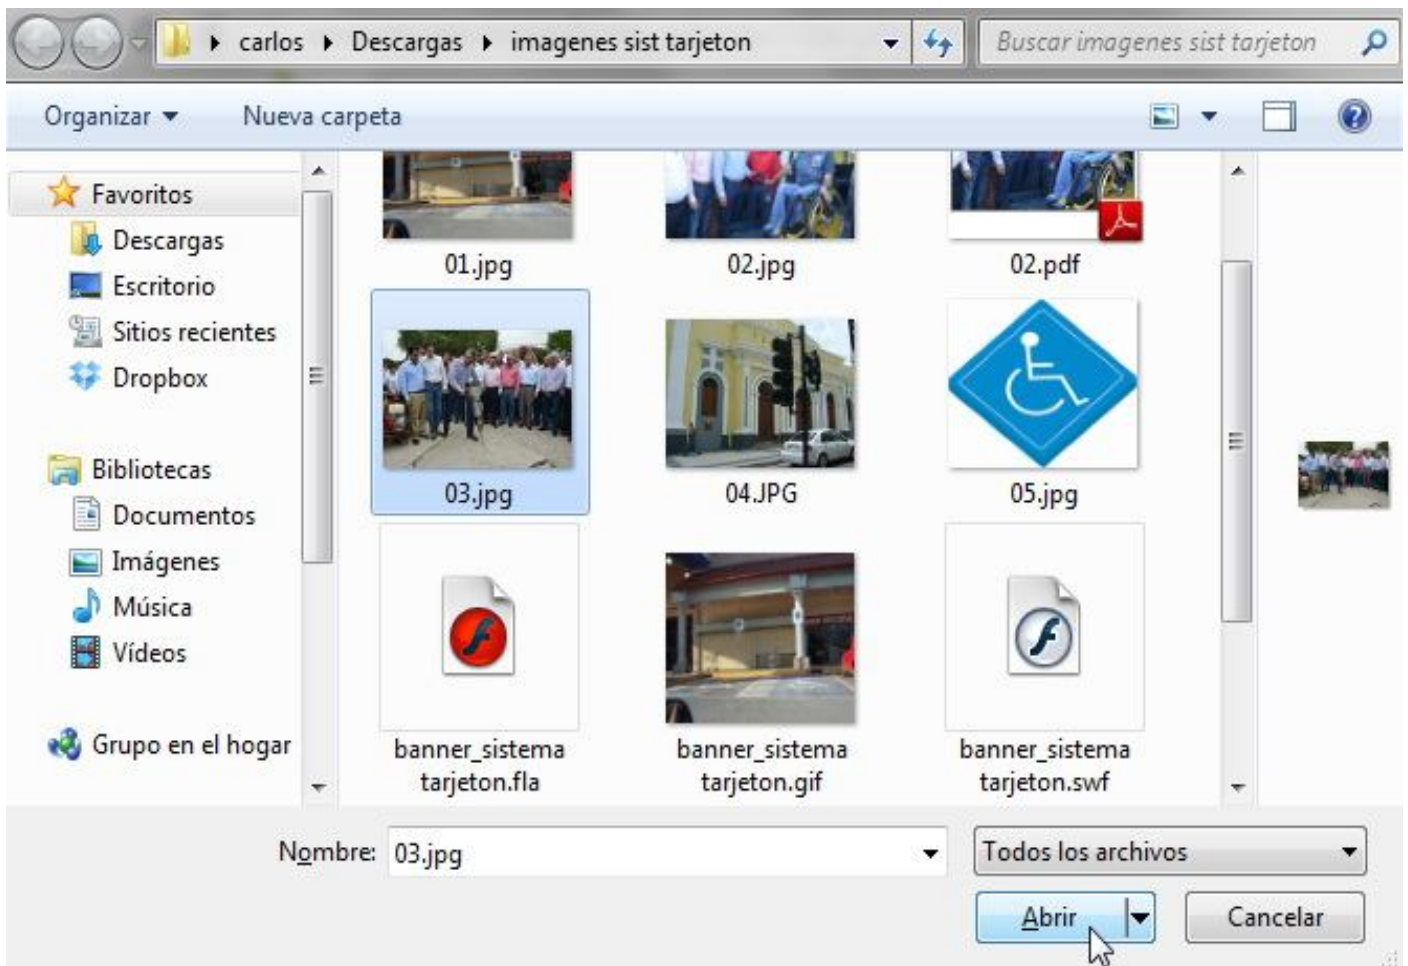 carlos Descargas imagenes sist tarjeton Buscar imagenes sist tarjeton
Organizar Nueva carpeta
Favoritos
Descargas
Escritorio
Sitios recientes
Dropbox
Bibliotecas
Documentos
Imágenes
Música
Vídeos
Grupo en el hogar
01.jpg 02.jpg 02.pdf
03.jpg 04.JPG 05.jpg
banner_sistema banner_sistema banner_sistema
tarjeton.fla tarjeton.gif tarjeton.swf
Nombre: 03.jpg Todos los archivos
Abrir Cancelar